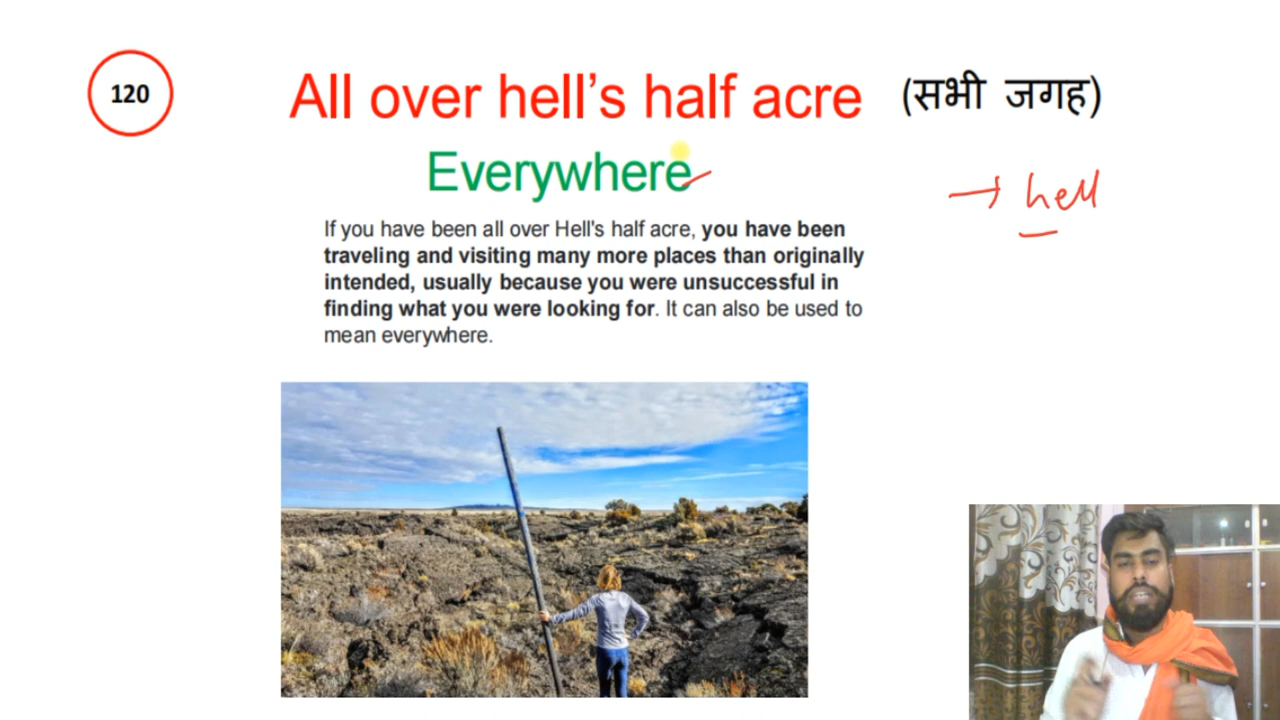 120
All over hell’s half acre (सभी जगह)
Everywhere
→ hell
If you have been all over Hell's half acre, you have been
traveling and visiting many more places than originally
intended, usually because you were unsuccessful in
finding what you were looking for. It can also be used to
mean everywhere.